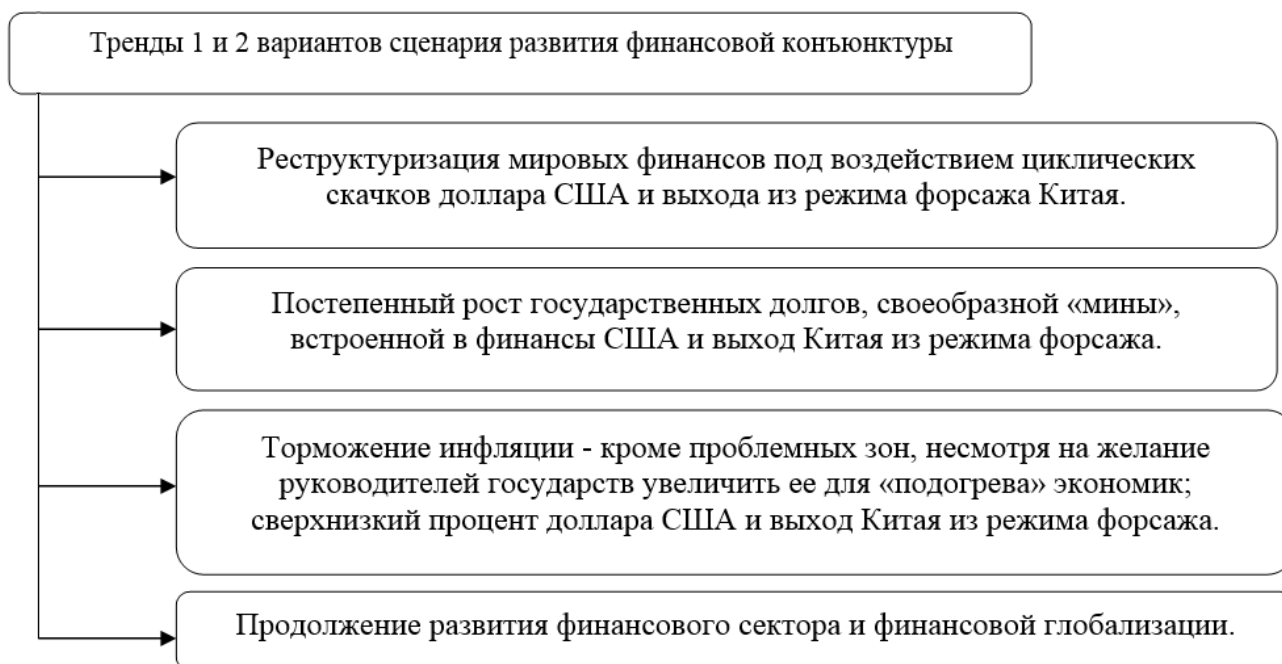 Тренды 1 и 2 вариантов сценария развития финансовой конъюнктуры
Реструктуризация мировых финансов под воздействием циклических
скачков доллара США и выхода из режима форсажа Китая.
Постепенный рост государственных долгов, своеобразной «мины»,
встроенной в финансы США и выход Китая из режима форсажа.
Торможение инфляции - кроме проблемных зон, несмотря на желание
руководителей государств увеличить ее для «подогрева» экономик;
сверхнизкий процент доллара США и выход Китая из режима форсажа.
Продолжение развития финансового сектора и финансовой глобализации.